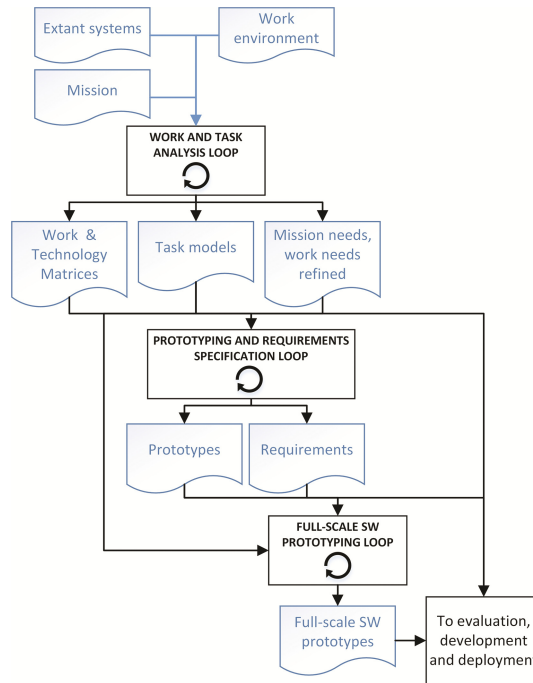 Extant systems
Work
environment
Mission
WORK AND TASK
ANALYSIS LOOP
Work &
Technology
Matrices
Task models
Mission needs,
work needs
refined
PROTOTYPING AND REQUIREMENTS
SPECIFICATION LOOP
Prototypes
Requirements
FULL-SCALE SW
PROTOTYPING LOOP
Full-scale SW
prototypes
To evaluation,
development
and deployment